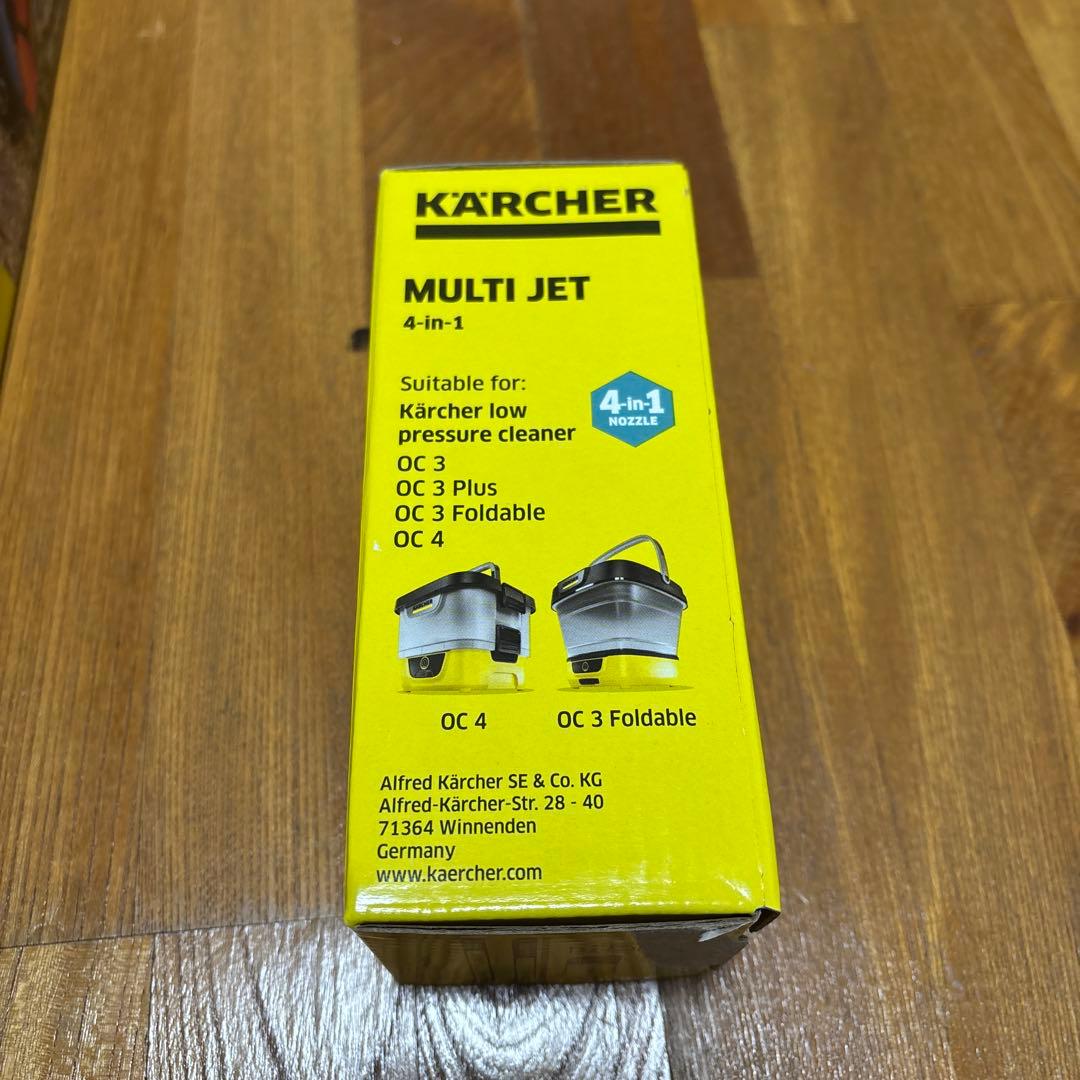 KÄRCHER
MULTI JET
4-in-1
Suitable for:
Kärcher low
pressure cleaner
OC 3
OC 3 Plus
OC 3 Foldable
OC 4
4-in-1
NOZZLE
KÄRCHER
OC 4
OC 3 Foldable
Alfred Kärcher SE & Co. KG
Alfred-Kärcher-Str. 28 - 40
71364 Winnenden
Germany
www.kaercher.com